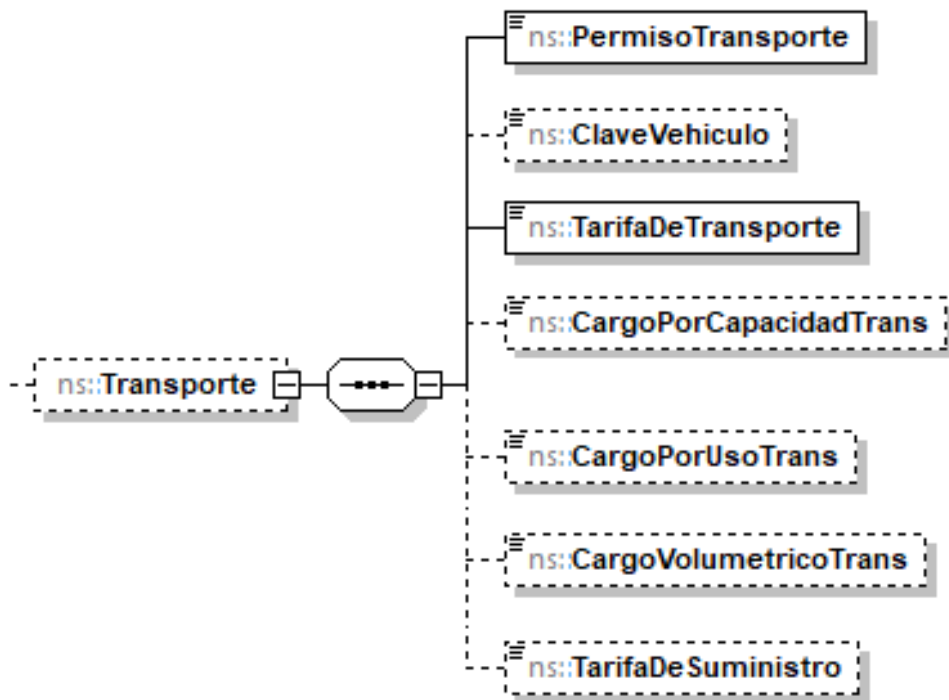 ns::PermisoTransporte
ns::ClaveVehiculo
ns::TarifaDeTransporte
ns::CargoPorCapacidadTrans
ns::Transporte
ns::CargoPorUsoTrans
ns::CargoVolumetricoTrans
ns::TarifaDeSuministro